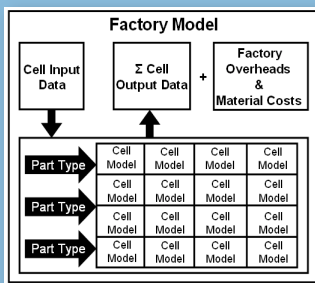 Factory Model
Cell Input
Data
Σ Cell
Output Data
+
Factory
Overheads
&
Material Costs
Part Type
Part Type
Part Type
Cell Model Cell Model Cell Model Cell Model
Cell Model Cell Model Cell Model Cell Model
Cell Model Cell Model Cell Model Cell Model
Cell Model Cell Model Cell Model Cell Model